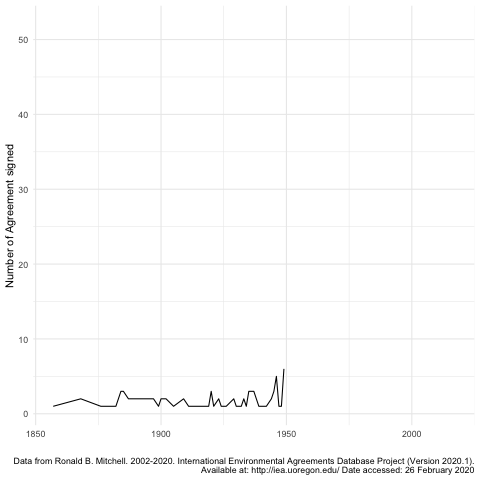 Number of Agreement signed
50
40
30
20
10
0
1850 1900 1950 2000
Data from Ronald B. Mitchell. 2002-2020. International Environmental Agreements Database Project (Version 2020.1).
Available at: http://iea.uoregon.edu/ Date accessed: 26 February 2020